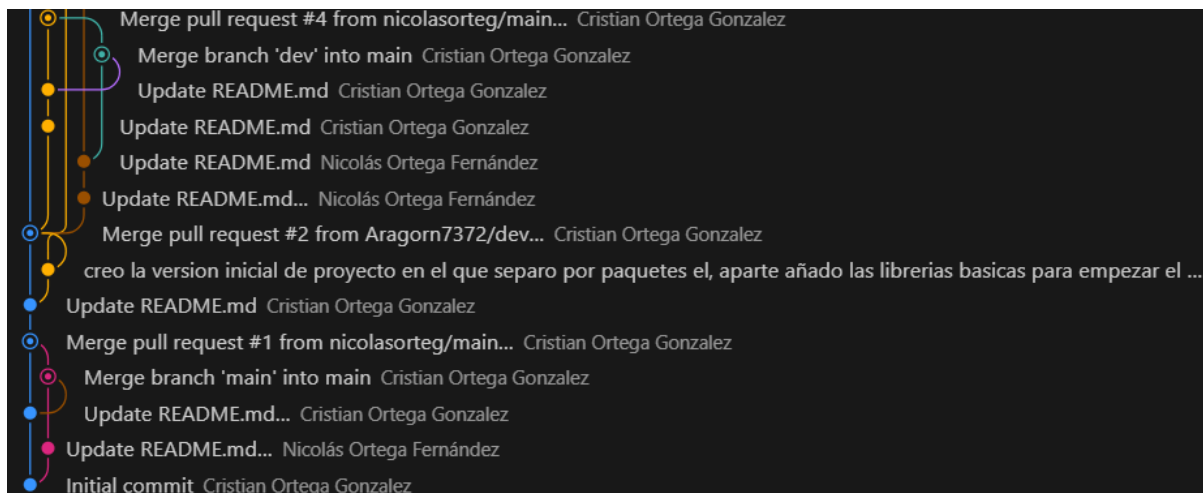 Merge pull request #4 from nicolasorteg/main... Cristian Ortega Gonzalez
Merge branch 'dev' into main Cristian Ortega Gonzalez
Update README.md Cristian Ortega Gonzalez
Update README.md Cristian Ortega Gonzalez
Update README.md Nicolás Ortega Fernández
Update README.md... Nicolás Ortega Fernández
Merge pull request #2 from Aragorn7372/dev... Cristian Ortega Gonzalez
creo la version inicial de proyecto en el que separo por paquetes el, aparte añado las librerias basicas para empezar el ...
Update README.md Cristian Ortega Gonzalez
Merge pull request #1 from nicolasorteg/main... Cristian Ortega Gonzalez
Merge branch 'main' into main Cristian Ortega Gonzalez
Update README.md... Cristian Ortega Gonzalez
Update README.md... Nicolás Ortega Fernández
Initial commit Cristian Ortega Gonzalez